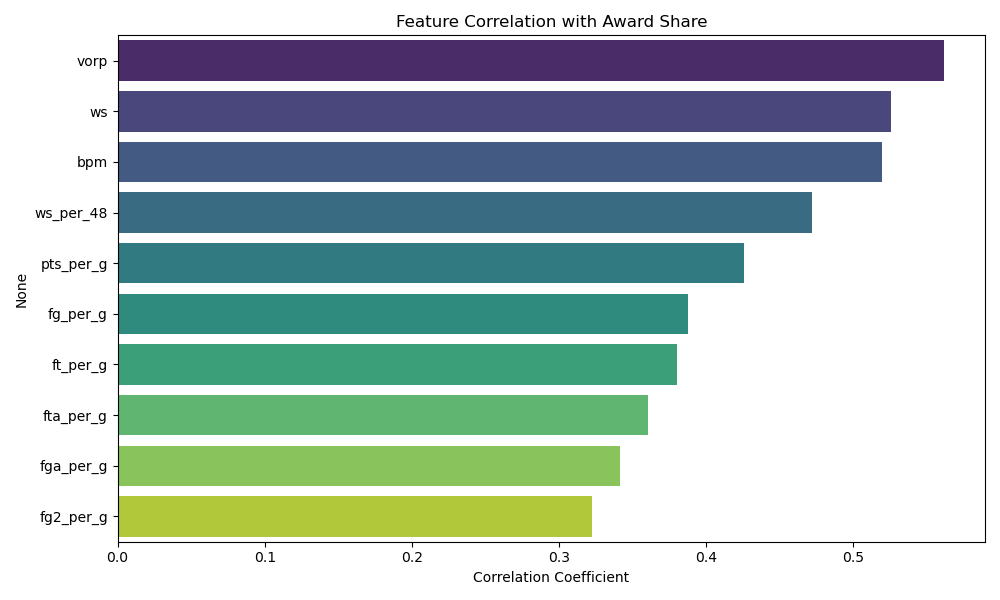 Feature Correlation with Award Share
vorp
ws
bpm
ws_per_48
pts_per_g
fg_per_g
ft_per_g
fta_per_g
fga_per_g
fg2_per_g
None
0.0 0.1 0.2 0.3 0.4 0.5
Correlation Coefficient